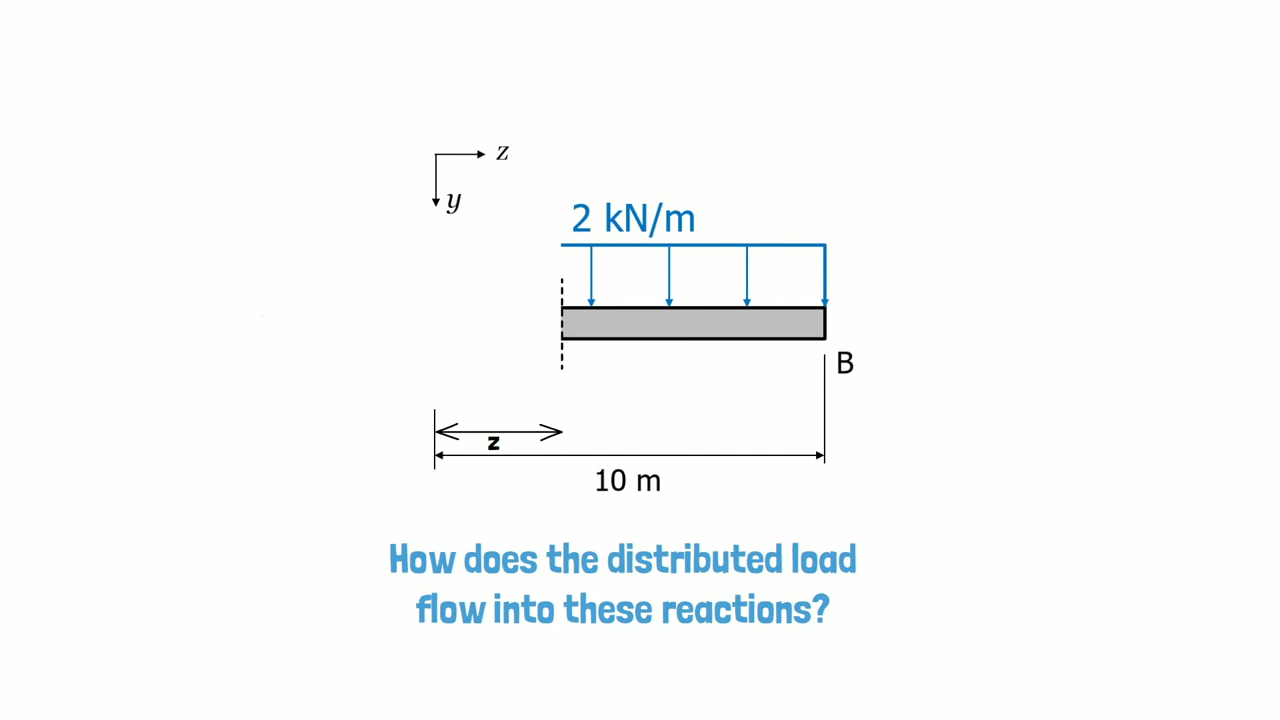 z
y
2 kN/m
B
z
10 m
How does the distributed load
flow into these reactions?